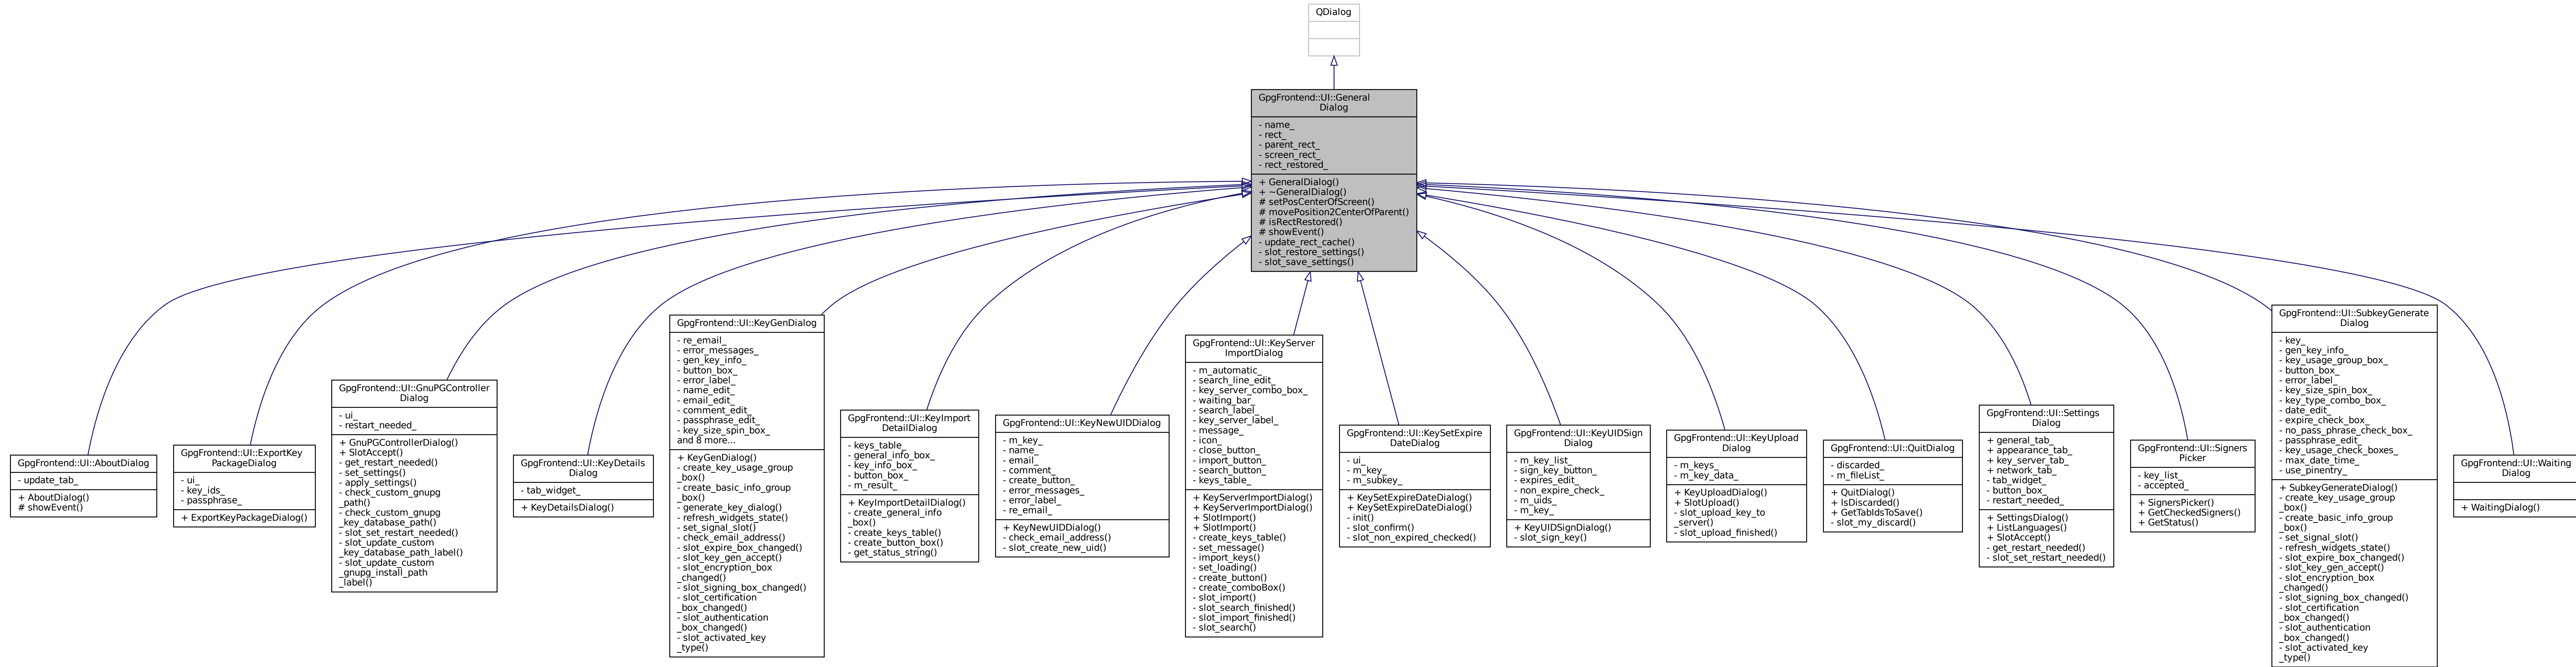 QDialog
GpgFrontend::UI::General
Dialog
- name_
- rect_
- parent_rect_
- screen_rect_
- rect_restored_
+ GeneralDialog()
+ ~GeneralDialog()
# setPosCenterOfScreen()
# movePosition2CenterOfParent()
# isRectRestored()
# showEvent()
- update_rect_cache()
- slot_restore_settings()
- slot_save_settings()
GpgFrontend::UI::AboutDialog
- update_tab_
+ AboutDialog()
# showEvent()
GpgFrontend::UI::ExportKey
PackageDialog
- ui_
- key_ids_
- passphrase_
+ ExportKeyPackageDialog()
GpgFrontend::UI::GnuPGController
Dialog
- ui_
- restart_needed_
+ GnuPGControllerDialog()
+ SlotAccept()
- get_restart_needed()
- set_settings()
- apply_settings()
- check_custom_gnupg
_path()
- check_custom_gnupg
_key_database_path()
- slot_set_restart_needed()
- slot_update_custom
_key_database_path_label()
- slot_update_custom
_gnupg_install_path
_label()
GpgFrontend::UI::KeyDetails
Dialog
- tab_widget_
+ KeyDetailsDialog()
GpgFrontend::UI::KeyGenDialog
- re_email_
- error_messages_
- gen_key_info_
- button_box_
- error_label_
- name_edit_
- email_edit_
- comment_edit_
- passphrase_edit_
- key_size_spin_box_
and 8 more...
+ KeyGenDialog()
- create_key_usage_group
_box()
- create_basic_info_group
_box()
- generate_key_dialog()
- refresh_widgets_state()
- set_signal_slot()
- check_email_address()
- slot_expire_box_changed()
- slot_key_gen_accept()
- slot_encryption_box
_changed()
- slot_signing_box_changed()
- slot_certification
_box_changed()
- slot_authentication
_box_changed()
- slot_activated_key
_type()
GpgFrontend::UI::KeyImport
DetailDialog
- keys_table_
- general_info_box_
- key_info_box_
- button_box_
- m_result_
+ KeyImportDetailDialog()
- create_general_info
_box()
- create_keys_table()
- create_button_box()
- get_status_string()
GpgFrontend::UI::KeyNewUIDDialog
- m_key_
- name_
- email_
- comment_
- create_button_
- error_messages_
- error_label_
- re_email_
+ KeyNewUIDDialog()
- check_email_address()
- slot_create_new_uid()
GpgFrontend::UI::KeyServer
ImportDialog
- m_automatic_
- search_line_edit_
- key_server_combo_box_
- waiting_bar_
- search_label_
- key_server_label_
- message_
- icon_
- close_button_
- import_button_
- search_button_
- keys_table_
+ KeyServerImportDialog()
+ KeyServerImportDialog()
+ SlotImport()
+ SlotImport()
- create_keys_table()
- set_message()
- import_keys()
- set_loading()
- create_button()
- create_comboBox()
- slot_import()
- slot_search_finished()
- slot_import_finished()
- slot_search()
GpgFrontend::UI::KeySetExpire
DateDialog
- ui_
- m_key_
- m_subkey_
+ KeySetExpireDateDialog()
+ KeySetExpireDateDialog()
- init()
- slot_confirm()
- slot_non_expired_checked()
GpgFrontend::UI::KeyUIDSign
Dialog
- m_key_list_
- sign_key_button_
- expires_edit_
- non_expire_check_
- m_uids_
- m_key_
+ KeyUIDSignDialog()
- slot_sign_key()
GpgFrontend::UI::KeyUpload
Dialog
- m_keys_
- m_key_data_
+ KeyUploadDialog()
+ SlotUpload()
- slot_upload_key_to
_server()
- slot_upload_finished()
GpgFrontend::UI::QuitDialog
- discarded_
- m_fileList_
+ QuitDialog()
+ IsDiscarded()
+ GetTabIdsToSave()
- slot_my_discard()
GpgFrontend::UI::Settings
Dialog
+ general_tab_
+ appearance_tab_
+ key_server_tab_
+ network_tab_
- tab_widget_
- button_box_
- restart_needed_
+ SettingsDialog()
+ ListLanguages()
+ SlotAccept()
- get_restart_needed()
- slot_set_restart_needed()
GpgFrontend::UI::Signers
Picker
- key_list_
- accepted_
+ SignersPicker()
+ GetCheckedSigners()
+ GetStatus()
GpgFrontend::UI::SubkeyGenerate
Dialog
- key_
- gen_key_info_
- key_usage_group_box_
- button_box_
- error_label_
- key_size_spin_box_
- key_type_combo_box_
- date_edit_
- expire_check_box_
- no_pass_phrase_check_box_
- passphrase_edit_
- key_usage_check_boxes_
- max_date_time_
- use_pinentry_
+ SubkeyGenerateDialog()
- create_key_usage_group
_box()
- create_basic_info_group
_box()
- set_signal_slot()
- refresh_widgets_state()
- slot_expire_box_changed()
- slot_key_gen_accept()
- slot_encryption_box
_changed()
- slot_signing_box_changed()
- slot_certification
_box_changed()
- slot_authentication
_box_changed()
- slot_activated_key
_type()
GpgFrontend::UI::Waiting
Dialog
+ WaitingDialog()